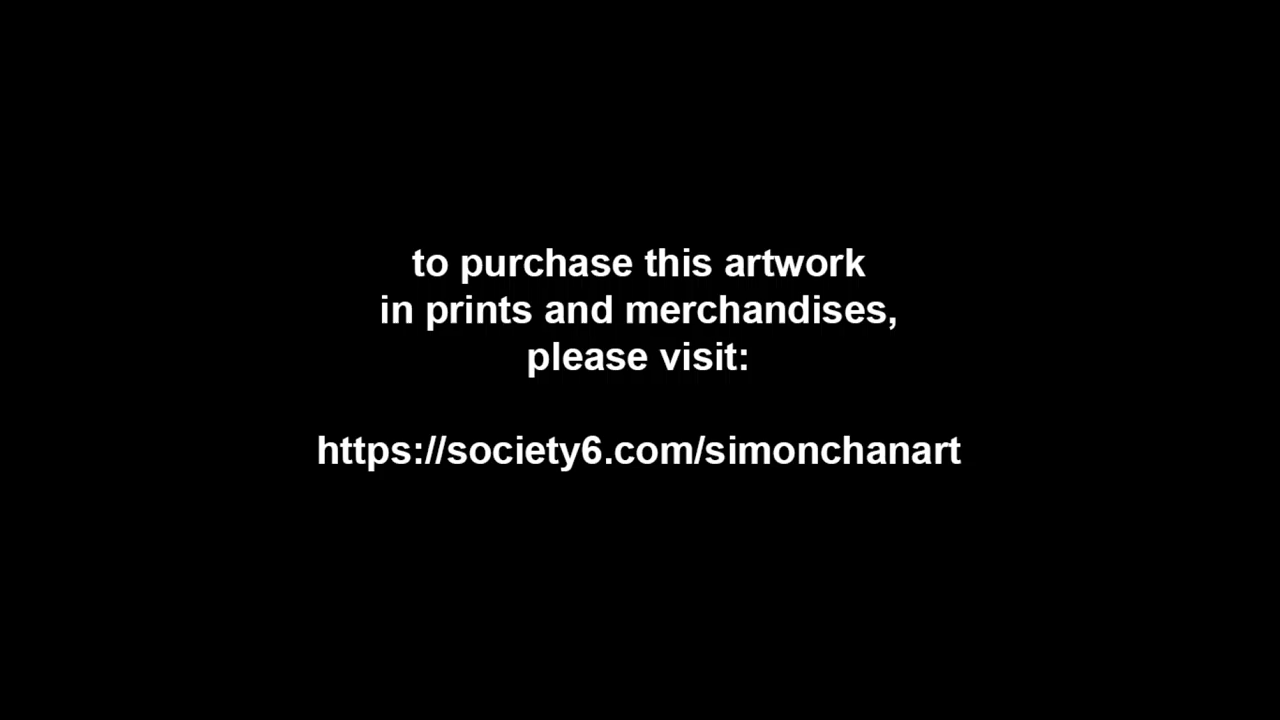 to purchase this artwork
in prints and merchandises,
please visit:
https://society6.com/simonchanart